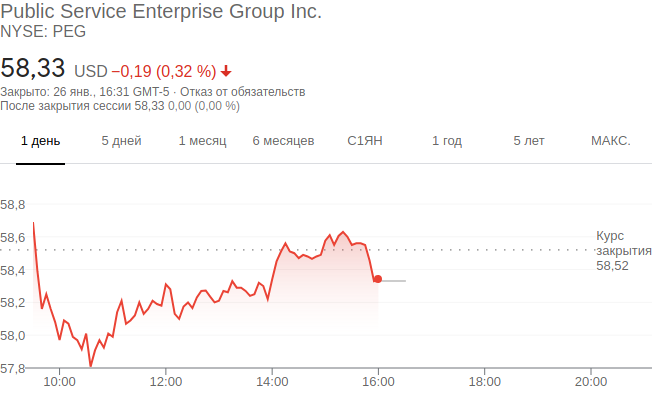 Public Service Enterprise Group Inc.
NYSE: PEG
58,33 USD −0,19 (0,32 %)
Закрыто: 26 янв., 16:31 GMT-5 · Отказ от обязательств
После закрытия сессии 58,33 0,00 (0,00 %)
1 день 5 дней 1 месяц 6 месяцев С1ЯН 1 год 5 лет МАКС.
58,8
58,6
58,4
58,2
58,0
57,8
Курс
закрытия
58,52
10:00 12:00 14:00 16:00 18:00 20:00